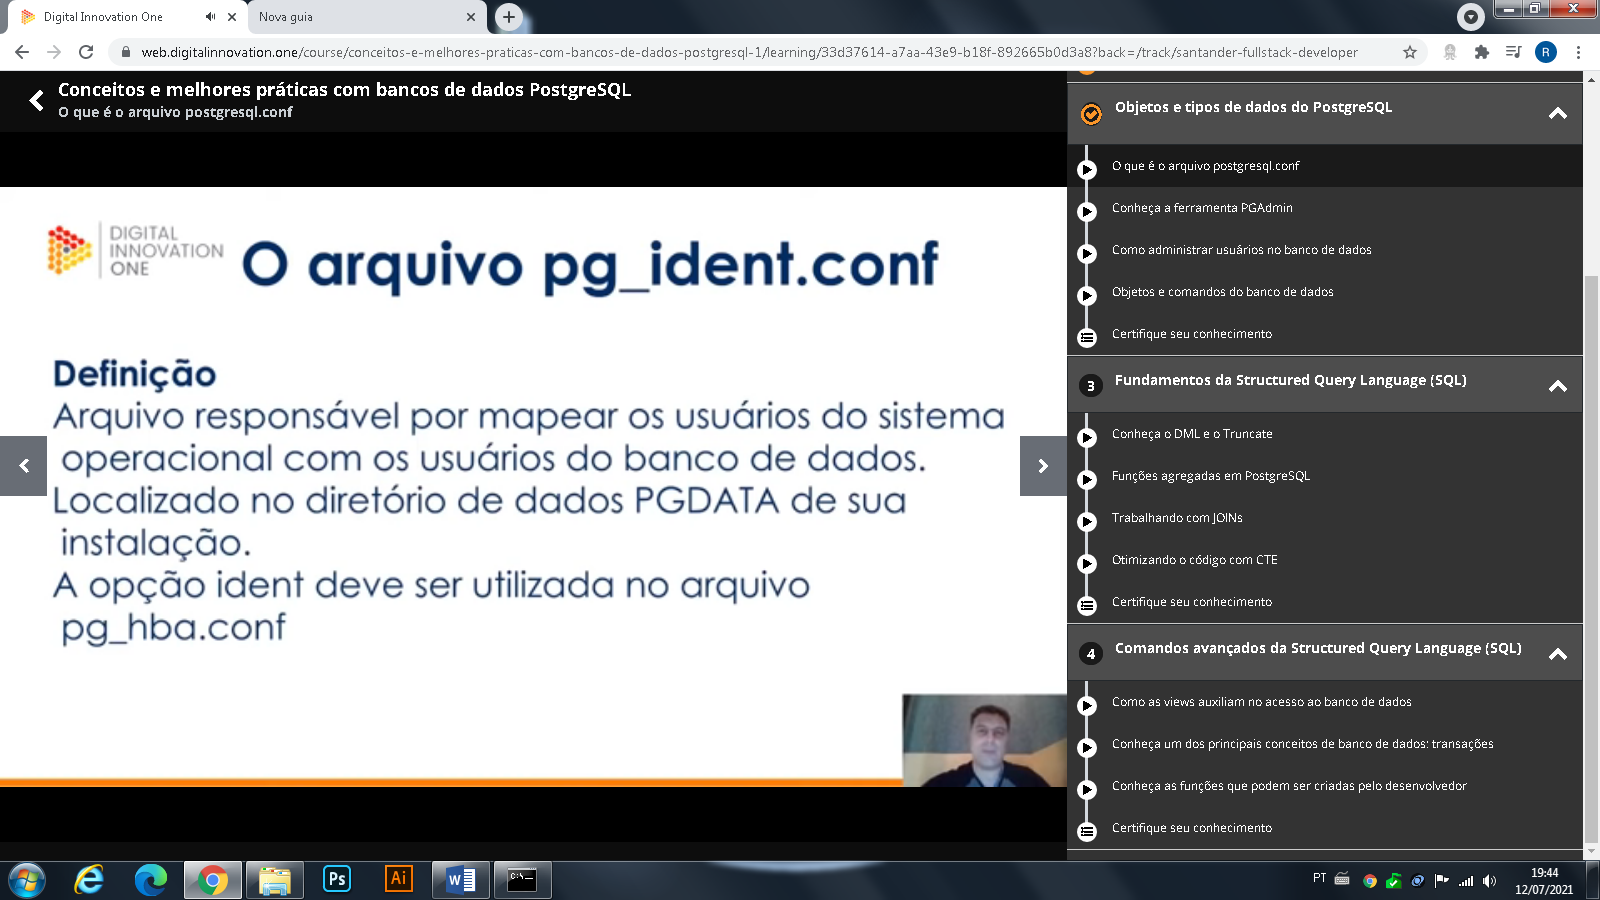 Digital Innovation One
Nova guia
web.digitalinnovation.one/course/conceitos-e-melhores-praticas-com-bancos-de-dados-postgresql-1/learning/33d37614-a7aa-43e9-b18f-892665b0d3a8?back=/track/santander-fullstack-developer
R
Conceitos e melhores práticas com bancos de dados PostgreSQL
O que é o arquivo postgresql.conf
DIGITAL
INNOVATION
ONE
O arquivo pg_ident.conf
Definição
Arquivo responsável por mapear os usuários do sistema
operacional com os usuários do banco de dados.
Localizado no diretório de dados PGDATA de sua
instalação.
A opção ident deve ser utilizada no arquivo
pg_hba.conf
Objetos e tipos de dados do PostgreSQL
O que é o arquivo postgresql.conf
Conheça a ferramenta PGAdmin
Como administrar usuários no banco de dados
Objetos e comandos do banco de dados
Certifique seu conhecimento
3 Fundamentos da Structured Query Language (SQL)
Conheça o DML e o Truncate
Funções agregadas em PostgreSQL
Trabalhando com JOINs
Otimizando o código com CTE
Certifique seu conhecimento
4 Comandos avançados da Structured Query Language (SQL)
Como as views auxiliam no acesso ao banco de dados
Conheça um dos principais conceitos de banco de dados: transações
Conheça as funções que podem ser criadas pelo desenvolvedor
Certifique seu conhecimento
Ps
Ai
W
C:\_
PT
19:44
12/07/2021